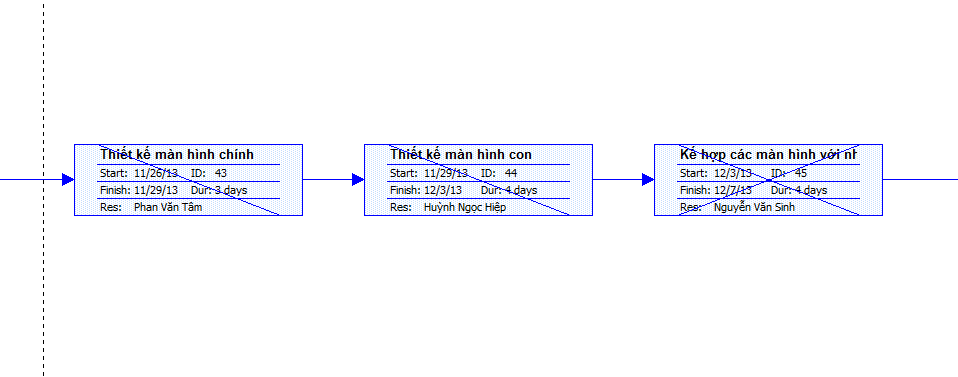 Thiết kế màn hình chính
Start: 11/26/13 ID: 43
Finish: 11/29/13 Dur: 3 days
Res: Phan Văn Tâm
Thiết kế màn hình con
Start: 11/29/13 ID: 44
Finish: 12/3/13 Dur: 4 days
Res: Huỳnh Ngọc Hiệp
Kế hợp các màn hình với nh
Start: 12/3/13 ID: 45
Finish: 12/7/13 Dur: 4 days
Res: Nguyễn Văn Sinh